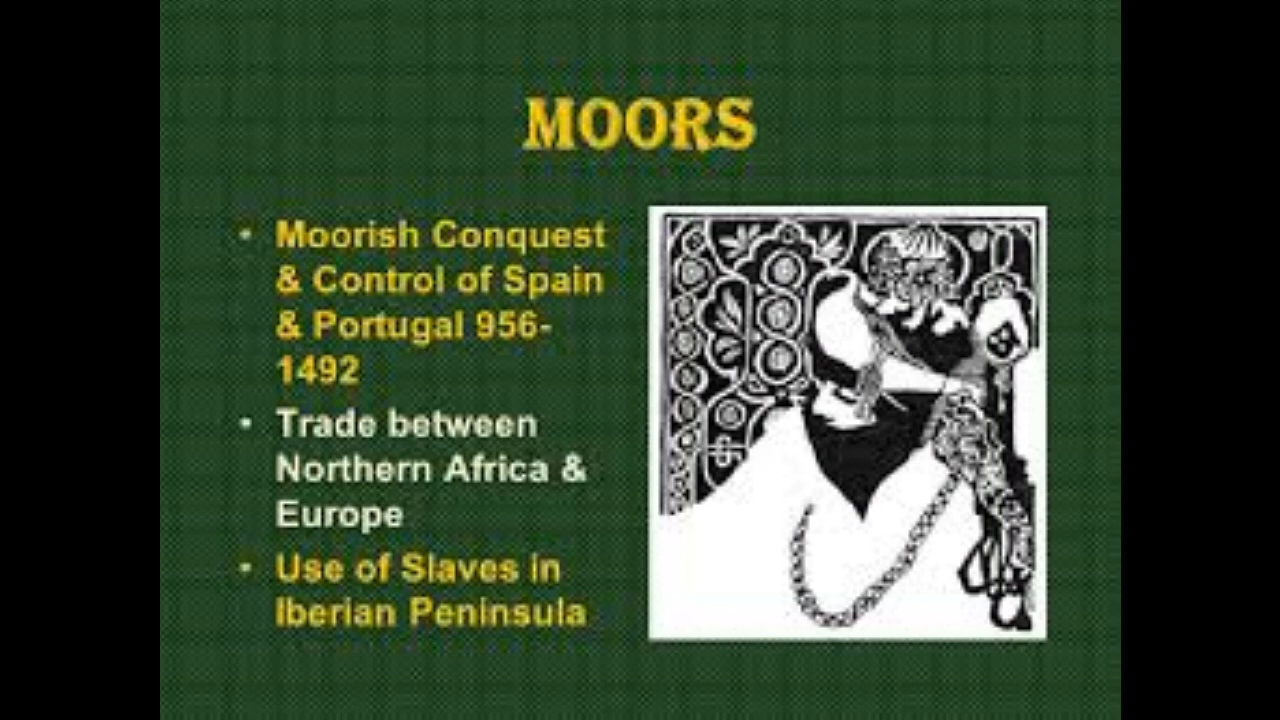 MOORS
• Moorish Conquest
& Control of Spain
& Portugal 956-
1492
• Trade between
Northern Africa &
Europe
• Use of Slaves in
Iberian Peninsula